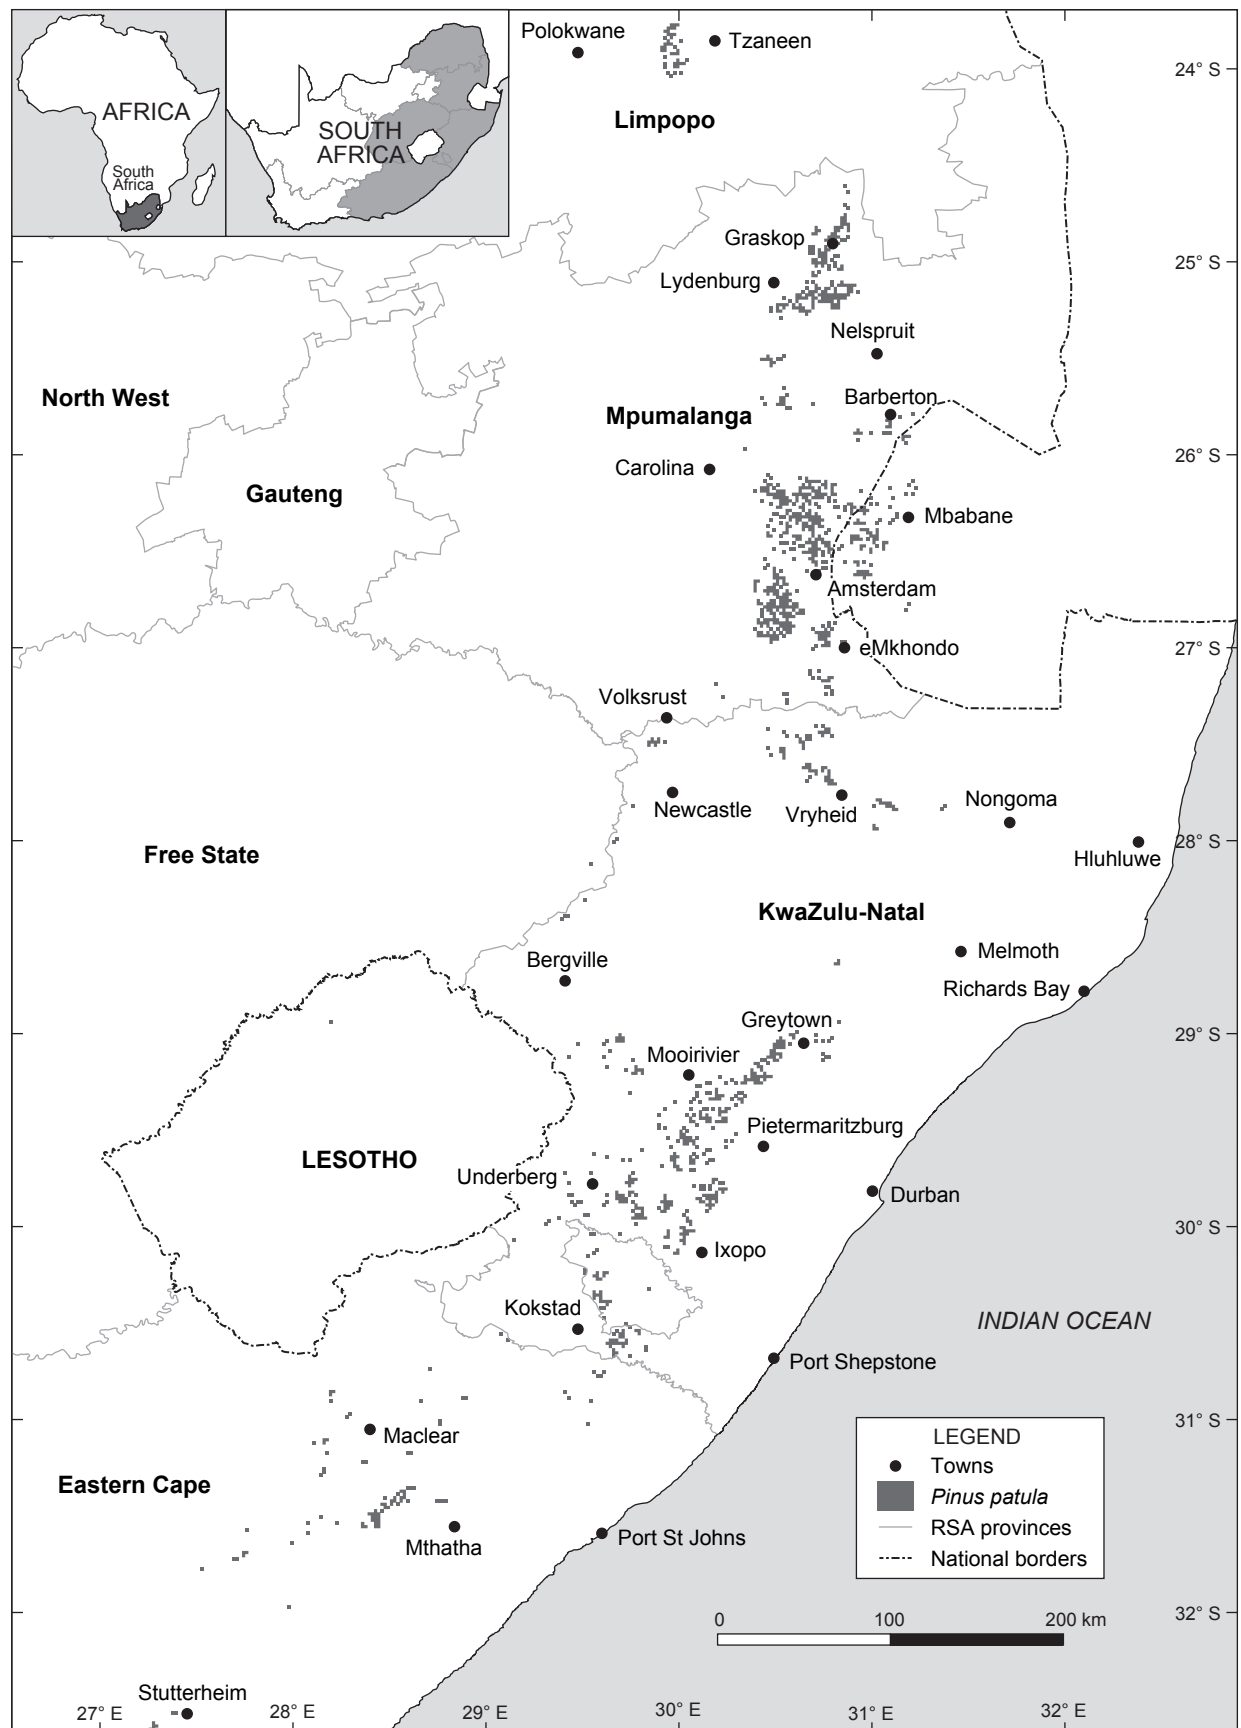 Polokwane
Tzaneen
24° S
AFRICA
South
Africa
SOUTH
AFRICA
Limpopo
Graskop
25° S
Lydenburg
Nelspruit
North West
Barberton
Mpumalanga
26° S
Carolina
Gauteng
Mbabane
Amsterdam
27° S
eMkhondo
Volksrust
Newcastle
Vryheid
Nongoma
28° S
Hluhluwe
Free State
KwaZulu-Natal
Melmoth
Bergville
Richards Bay
Greytown
29° S
Mooirivier
Pietermaritzburg
LESOTHO
Underberg
Durban
30° S
Ixopo
Kokstad
INDIAN OCEAN
Port Shepstone
31° S
Maclear
Eastern Cape
Mthatha
Port St Johns
LEGEND
Towns
Pinus patula
RSA provinces
National borders
32° S
0 100 200 km
Stutterheim
27° E 28° E 29° E 30° E 31° E 32° E